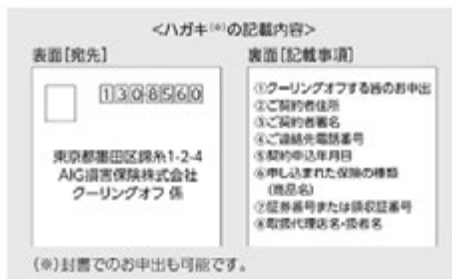 <ハガキ(※)の記載内容>
表面[宛先]
裏面[記載事項]
1308560
東京都墨田区錦糸1-2-4
AIG損害保険株式会社
クーリングオフ 係
①クーリングオフする旨のお申出
②ご契約者住所
③ご契約者署名
④ご連絡先電話番号
⑤契約申込年月日
⑥申し込まれた保険の種類
(商品名)
⑦証券番号または領収証番号
⑧取扱代理店名・扱者名
(※)封書でのお申出も可能です。